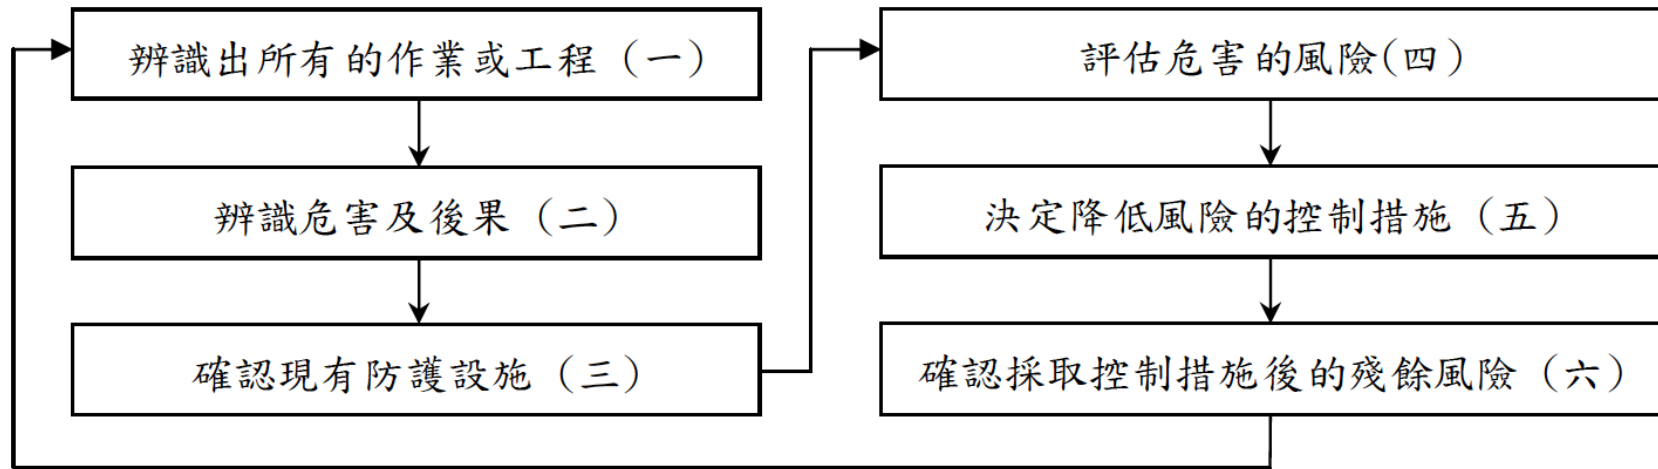 辨識出所有的作業或工程（一）
辨識危害及後果（二）
確認現有防護設施（三）
評估危害的風險(四）
決定降低風險的控制措施（五）
確認採取控制措施後的殘餘風險（六）